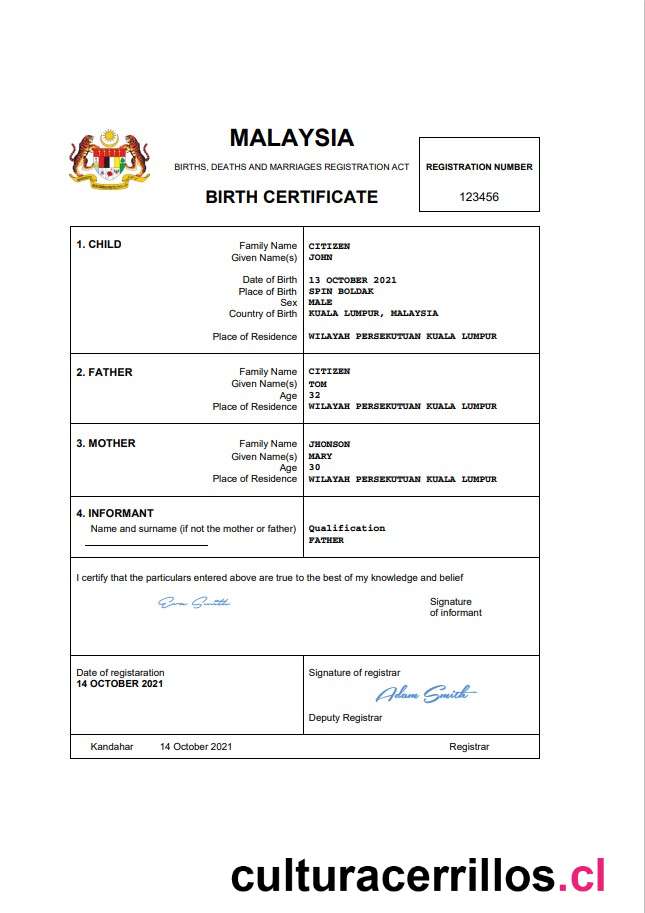 MALAYSIA
BIRTHS, DEATHS AND MARRIAGES REGISTRATION ACT
BIRTH CERTIFICATE
REGISTRATION NUMBER
123456
1. CHILD
Family Name CITIZEN
Given Name(s) JOHN
Date of Birth 13 OCTOBER 2021
Place of Birth SPIN BOLDAK
Sex MALE
Country of Birth KUALA LUMPUR, MALAYSIA
Place of Residence WILAYAH PERSEKUTUAN KUALA LUMPUR
2. FATHER
Family Name CITIZEN
Given Name(s) TOM
Age 32
Place of Residence WILAYAH PERSEKUTUAN KUALA LUMPUR
3. MOTHER
Family Name JHONSON
Given Name(s) MARY
Age 30
Place of Residence WILAYAH PERSEKUTUAN KUALA LUMPUR
4. INFORMANT
Name and surname (if not the mother or father) Qualification
FATHER
I certify that the particulars entered above are true to the best of my knowledge and belief
Eva Smith
Signature
of informant
Date of registaration
14 OCTOBER 2021
Signature of registrar
Adam Smith
Deputy Registrar
Kandahar 14 October 2021 Registrar
culturacerrillos.cl